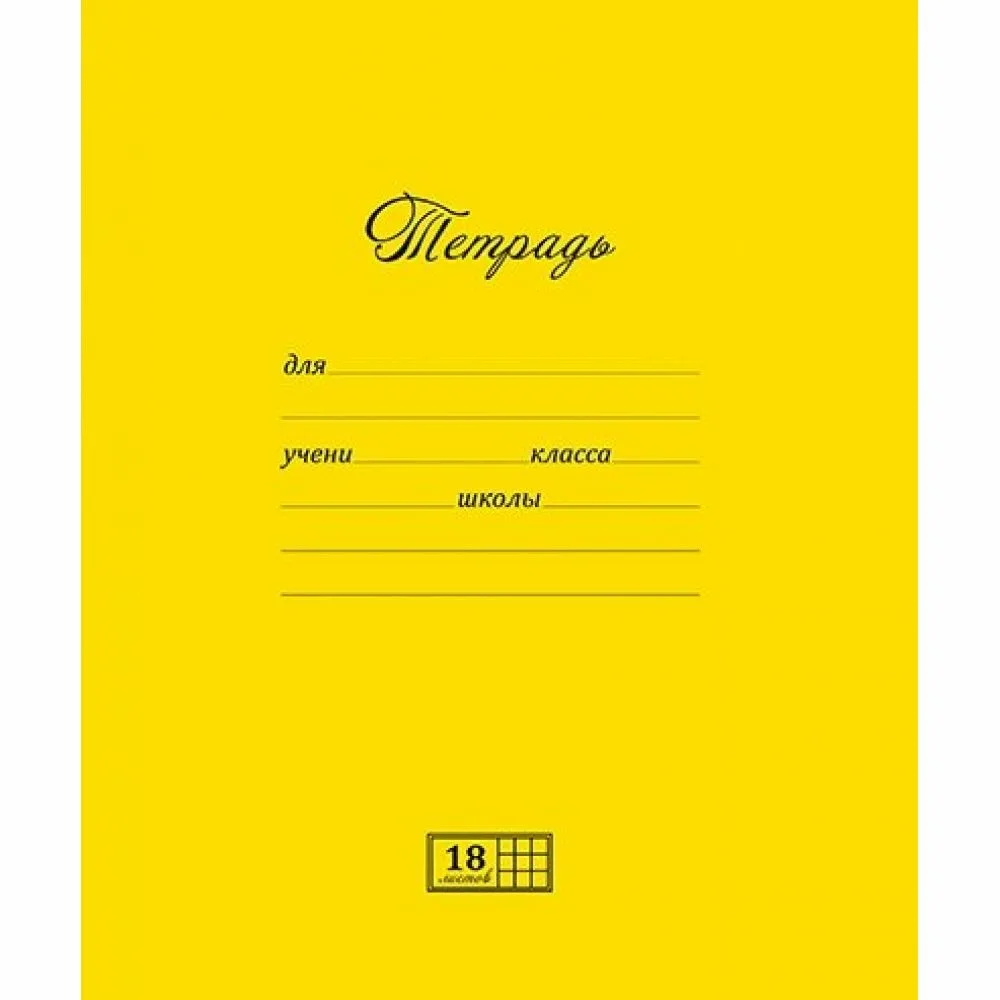 Тетрадь
для
учени класса
школы
18
листов